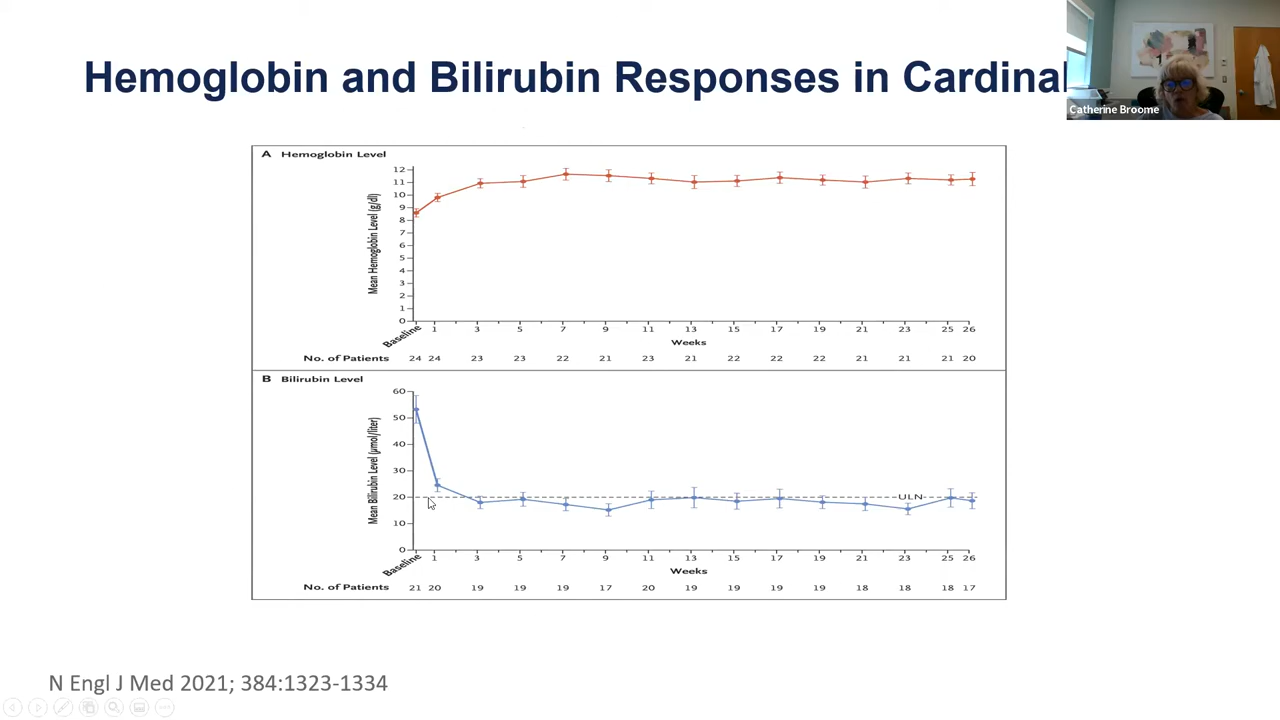 Hemoglobin and Bilirubin Responses in Cardinal
Catherine Broome
A Hemoglobin Level
Mean Hemoglobin Level (g/dl)
12
11
10
9
8
7
6
5
4
3
2
1
0
Baseline 1 3 5 7 9 11 13 15 17 19 21 23 25 26
Weeks
No. of Patients 24 24 23 23 22 21 23 21 22 22 22 21 21 21 20
B Bilirubin Level
Mean Bilirubin Level (µmol/liter)
60
50
40
30
20
10
0
ULN
Baseline 1 3 5 7 9 11 13 15 17 19 21 23 25 26
Weeks
No. of Patients 21 20 19 19 19 17 20 19 19 19 19 18 18 18 17
N Engl J Med 2021; 384:1323-1334